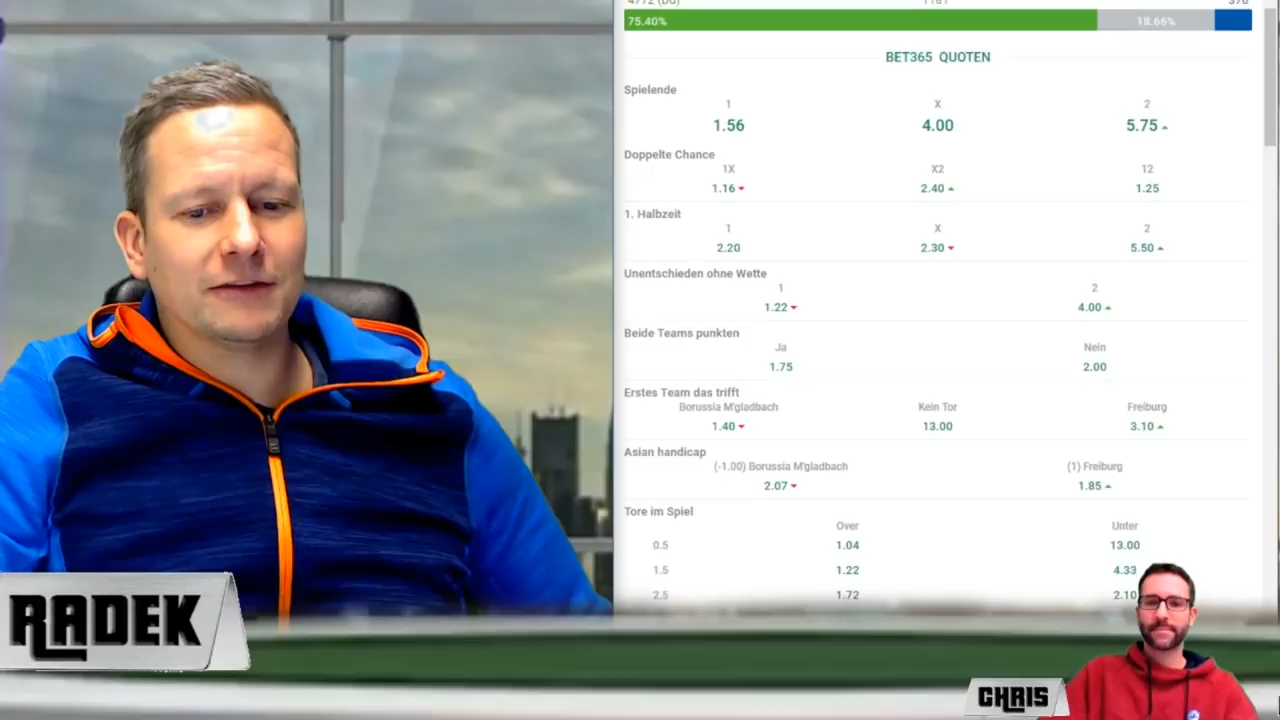 4772 (Du) 1181 376
75.40% 18.66%
BET365 QUOTEN
Spielende
1 X 2
1.56 4.00 5.75
Doppelte Chance
1X X2 12
1.16 2.40 1.25
1. Halbzeit
1 X 2
2.20 2.30 5.50
Unentschieden ohne Wette
1 2
1.22 4.00
Beide Teams punkten
Ja Nein
1.75 2.00
Erstes Team das trifft
Borussia M'gladbach Kein Tor Freiburg
1.40 13.00 3.10
Asian handicap
(-1.00) Borussia M'gladbach (1) Freiburg
2.07 1.85
Tore im Spiel
Over Unter
0.5 1.04 13.00
1.5 1.22 4.33
2.5 1.72 2.10
RADEK
CHRIS